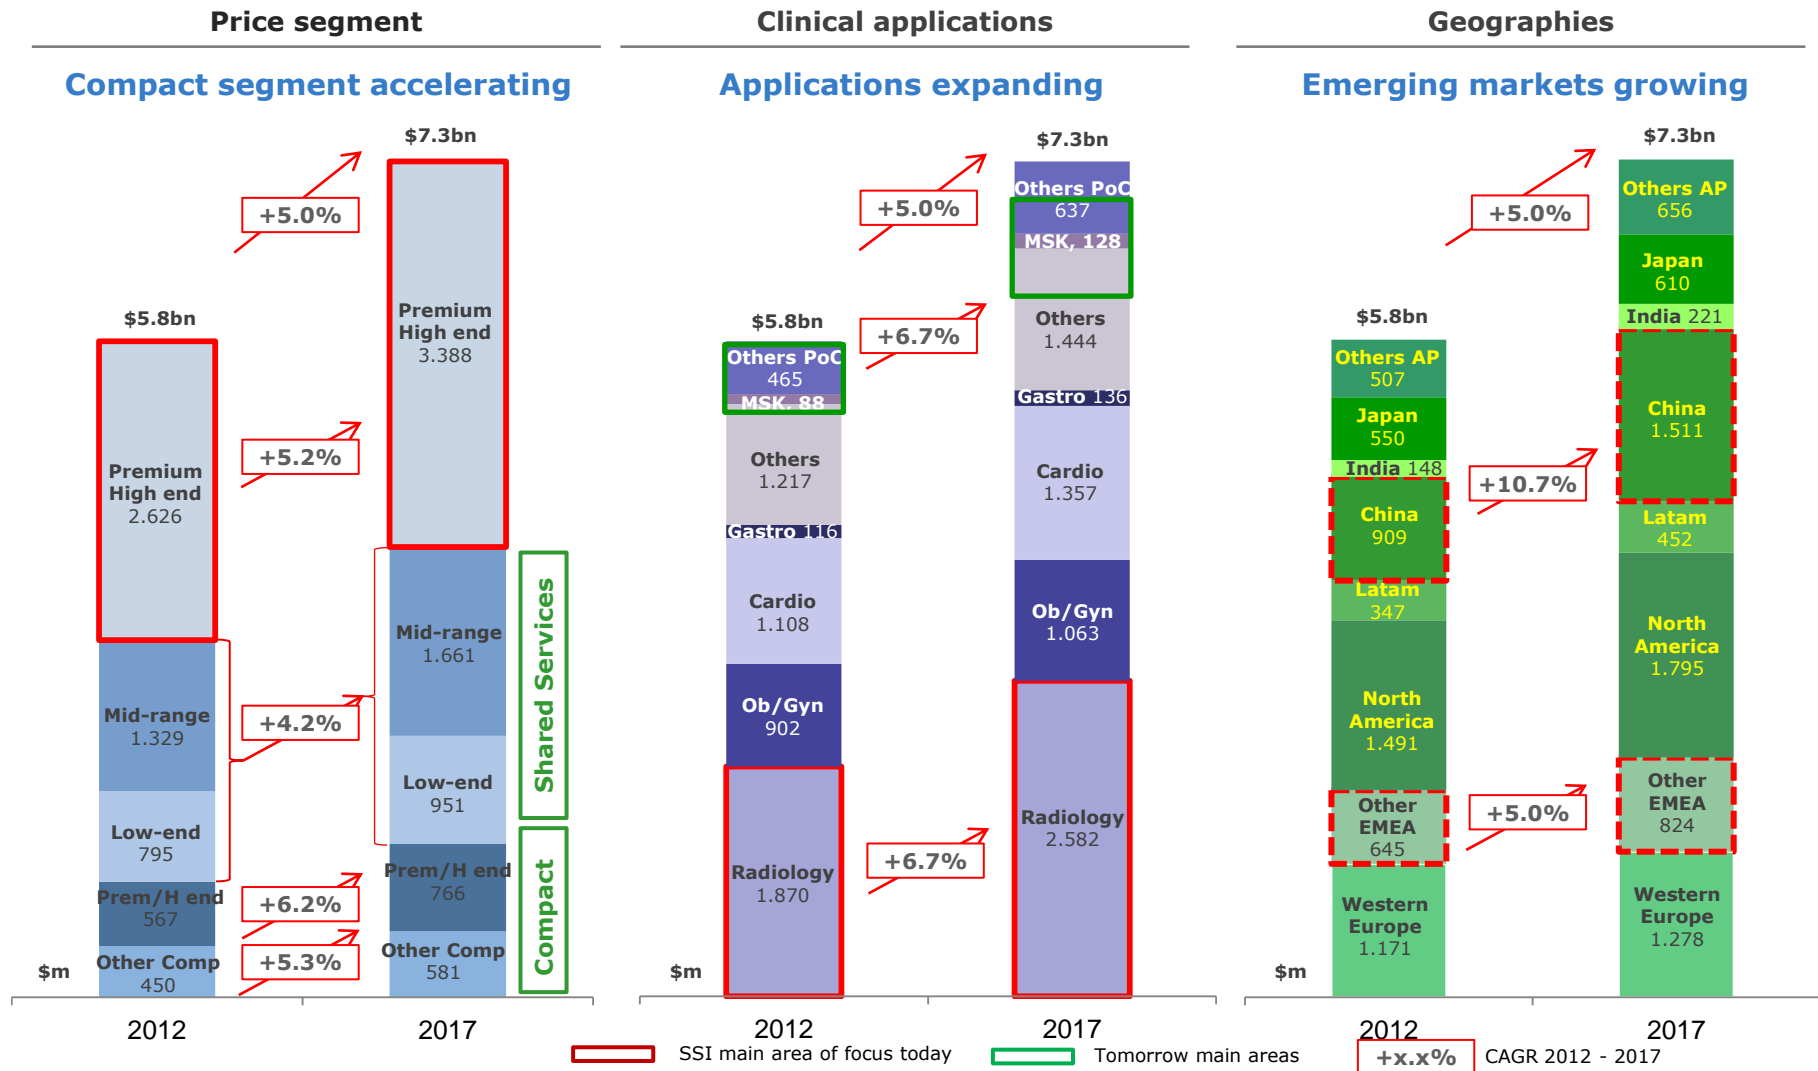 Price segment
Compact segment accelerating
$7.3bn
+5.0%
$5.8bn
Premium
High end
3.388
Premium
High end
2.626
+5.2%
Mid-range
1.329
+4.2%
Mid-range
1.661
Low-end
795
Low-end
951
Prem/H end
567
+6.2%
Prem/H end
766
Other Comp
450
+5.3%
Other Comp
581
Shared Services
Compact
$m
2012
2017
Clinical applications
Applications expanding
$7.3bn
+5.0%
Others PoC
637
MSK, 128
$5.8bn
+6.7%
Others PoC
465
MSK, 88
Others
1.444
Others
1.217
Gastro 136
Gastro 116
Cardio
1.357
Cardio
1.108
Ob/Gyn
1.063
Ob/Gyn
902
Radiology
2.582
Radiology
1.870
+6.7%
$m
2012
2017
Geographies
Emerging markets growing
$7.3bn
+5.0%
Others AP
656
Japan
610
India 221
$5.8bn
Others AP
507
Japan
550
India 148
China
1.511
China
909
+10.7%
Latam
452
Latam
347
North
America
1.795
North
America
1.491
Other
EMEA
824
Other
EMEA
645
+5.0%
Western
Europe
1.278
Western
Europe
1.171
$m
2012
2017
SSI main area of focus today
Tomorrow main areas
+x.x%
CAGR 2012 - 2017